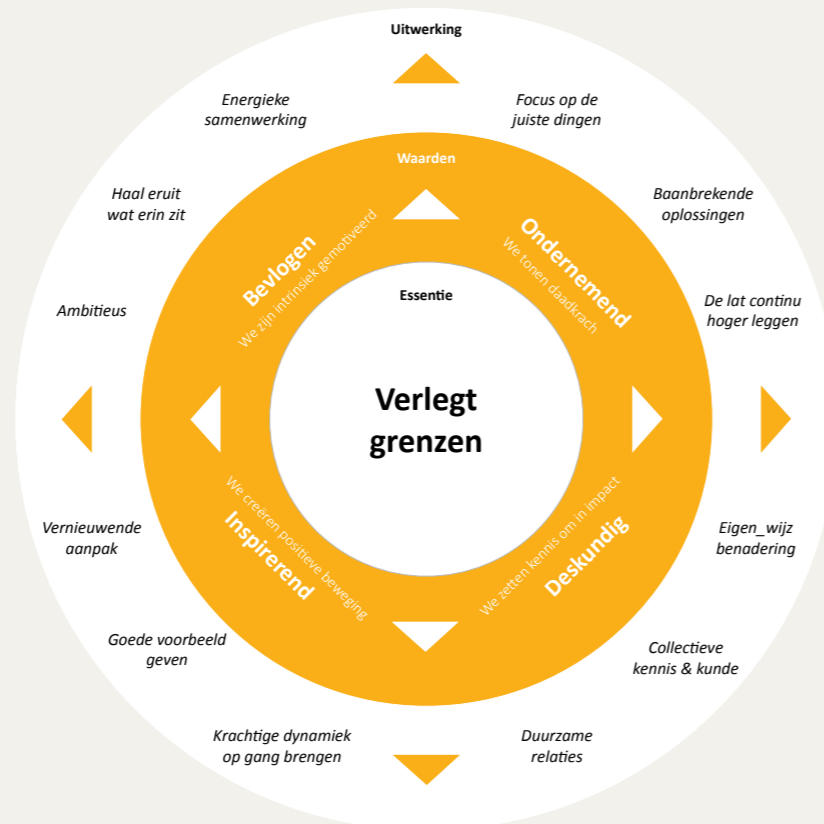 Uitwerking
Energieke
samenwerking
Focus op de
juiste dingen
Haal eruit
wat erin zit
Baanbrekende
oplossingen
Ambitieus
De lat continu
hoger leggen
Waarden
Bevlogen
We zijn intrinsiek gemotiveerd
Ondernemend
We tonen daadkrach
Essentie
Verlegt
grenzen
We creëren positieve beweging
Inspirerend
We zetten kennis om in impact
Deskundig
Vernieuwende
aanpak
Eigen_wijz
benadering
Goede voorbeeld
geven
Collectieve
kennis & kunde
Krachtige dynamiek
op gang brengen
Duurzame
relaties